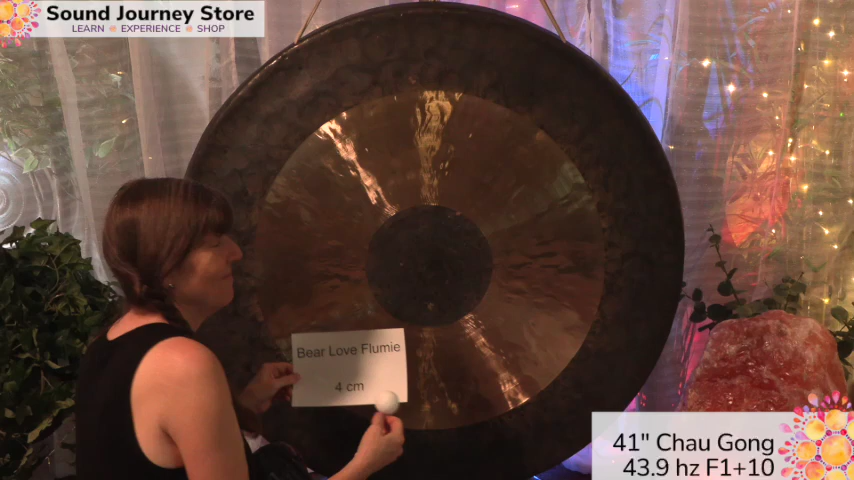 Sound Journey Store
LEARN EXPERIENCE SHOP
Bear Love Flumie
4 cm
41" Chau Gong
43.9 hz F1+10